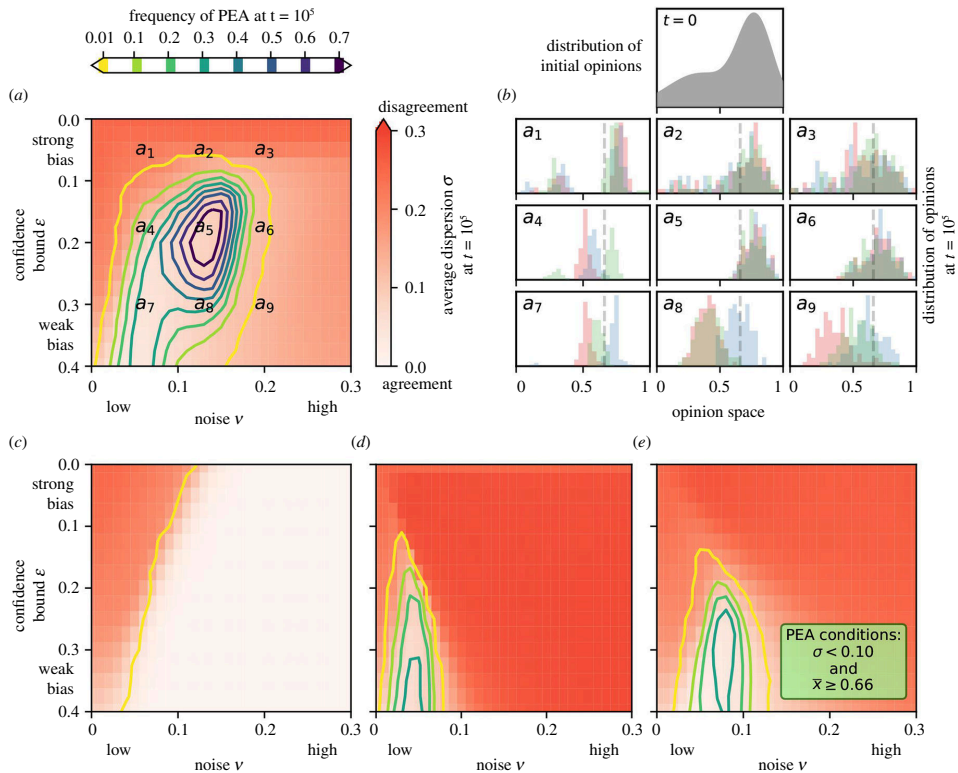 frequency of PEA at t = 10⁵
0.01 0.1 0.2 0.3 0.4 0.5 0.6 0.7
(a)
0.0
strong
bias
0.1
confidence
bound ε
0.2
0.3
weak
bias
0.4
a₁ a₂ a₃
a₄ a₅ a₆
a₇ a₈ a₉
0 0.1 0.2 0.3
low high
noise ν
disagreement
0.3
0.2
0.1
0.0
agreement
average dispersion σ
at t = 10⁵
(b)
distribution of
initial opinions
t = 0
a₁ a₂ a₃
a₄ a₅ a₆
a₇ a₈ a₉
0 0.5 1 0 0.5 1 0 0.5 1
opinion space
distribution of opinions
at t = 10⁵
(c)
0.0
strong
bias
0.1
confidence
bound ε
0.2
0.3
weak
bias
0.4
0 0.1 0.2 0.3
low high
noise ν
(d)
0 0.1 0.2 0.3
low high
noise ν
(e)
PEA conditions:
σ < 0.10
and
x̅ ≥ 0.66
0 0.1 0.2 0.3
low high
noise ν